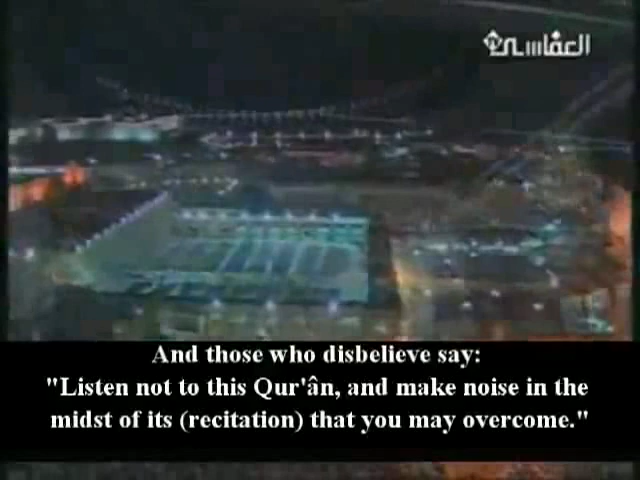 العفاسي TV
And those who disbelieve say:
"Listen not to this Qur'ân, and make noise in the
midst of its (recitation) that you may overcome."